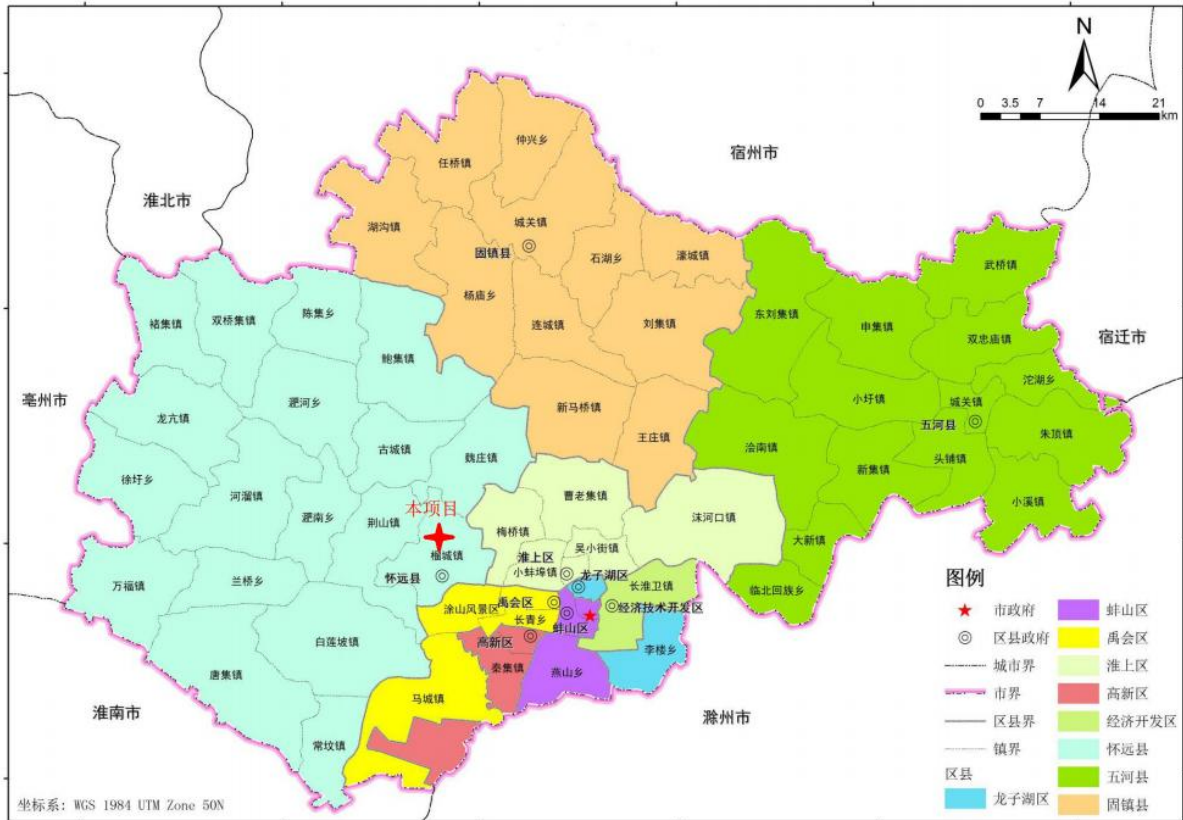 N
0 3.5 7 14 21
km
宿州市
淮北市
仲兴乡
任桥镇
湖沟镇
城关镇
固镇县
石湖乡
濠城镇
武桥镇
杨庙乡
连城镇
刘集镇
东刘集镇
申集镇
双忠庙镇
宿迁市
褚集镇
双桥集镇
陈集乡
鲍集镇
沱湖乡
亳州市
龙亢镇
淝河乡
新马桥镇
王庄镇
小圩镇
城关镇
五河县
朱顶镇
古城镇
魏庄镇
浍南镇
新集镇
头铺镇
徐圩乡
河溜镇
淝南乡
荆山镇
本项目
曹老集镇
沫河口镇
小溪镇
梅桥镇
榴城镇
淮上区
吴小街镇
大新镇
万福镇
兰桥乡
怀远县
小蚌埠镇
龙子湖区
长淮卫镇
临北回族乡
涂山风景区
禹会区
长青乡
蚌山区
经济技术开发区
白莲坡镇
高新区
李楼乡
唐集镇
秦集镇
燕山乡
马城镇
淮南市
常坟镇
滁州市
图例
市政府
区县政府
城市界
市界
区县界
镇界
区县
龙子湖区
蚌山区
禹会区
淮上区
高新区
经济开发区
怀远县
五河县
固镇县
坐标系: WGS 1984 UTM Zone 50N